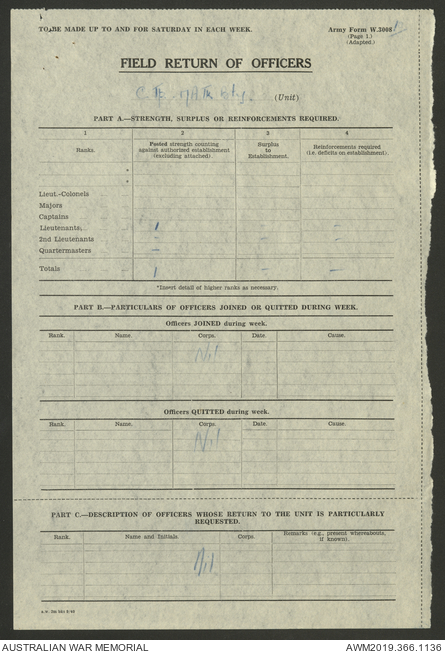 TO BE MADE UP TO AND FOR SATURDAY IN EACH WEEK.
Army Form W.3008
(Page 1.)
(Adapted.)
FIELD RETURN OF OFFICERS
(Unit)
PART A.—STRENGTH, SURPLUS OR REINFORCEMENTS REQUIRED.
1 2 3 4
Ranks. Posted strength counting against authorized establishment (excluding attached). Surplus to Establishment. Reinforcements required (i.e. deficits on establishment).
*
*
Lieut.-Colonels
Majors
Captains
Lieutenants.. 1 – –
2nd Lieutenants – – –
Quartermasters –
Totals 1 – –
*Insert detail of higher ranks as necessary.
PART B.—PARTICULARS OF OFFICERS JOINED OR QUITTED DURING WEEK.
Officers JOINED during week.
Rank. Name. Corps. Date. Cause.
Nil
Officers QUITTED during week.
Rank. Name. Corps. Date. Cause.
Nil
PART C.—DESCRIPTION OF OFFICERS WHOSE RETURN TO THE UNIT IS PARTICULARLY
REQUESTED.
Rank. Name and Initials Corps. Remarks (e.g., present whereabouts, if known).
Nil
AUSTRALIAN WAR MEMORIAL
AWM2019.366.1136